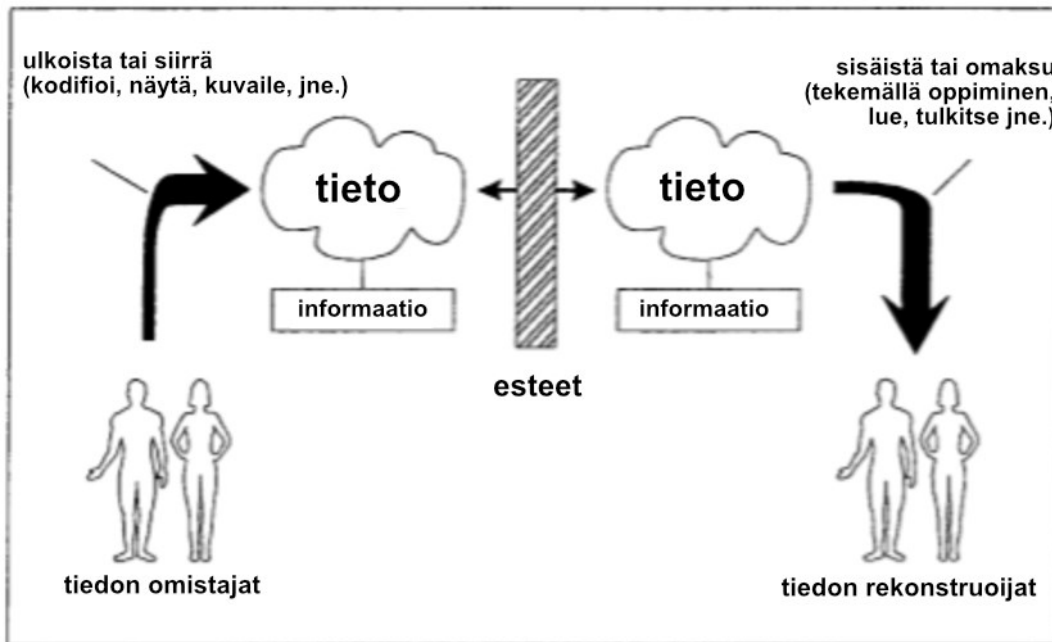 ulkoista tai siirrä
(kodifioi, näytä, kuvaile, jne.)
sisäistä tai omaksu
(tekemällä oppiminen,
lue, tulkitse jne.)
tieto
tieto
informaatio
informaatio
esteet
tiedon omistajat
tiedon rekonstruoijat